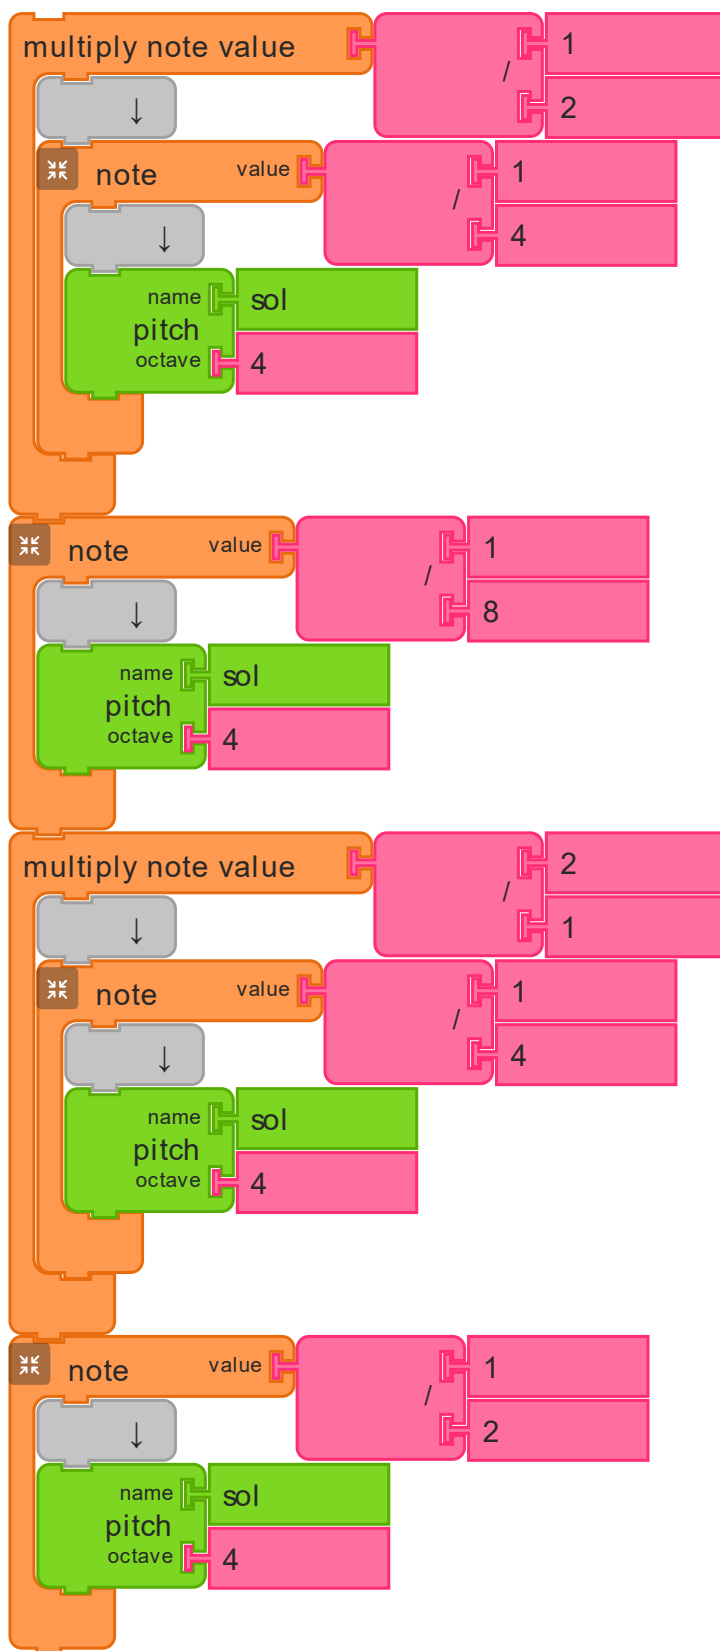 multiply note value / 1
2
↓
note value / 1
4
↓
name sol
pitch
octave 4
note value / 1
8
↓
name sol
pitch
octave 4
multiply note value / 2
1
↓
note value / 1
4
↓
name sol
pitch
octave 4
note value / 1
2
↓
name sol
pitch
octave 4